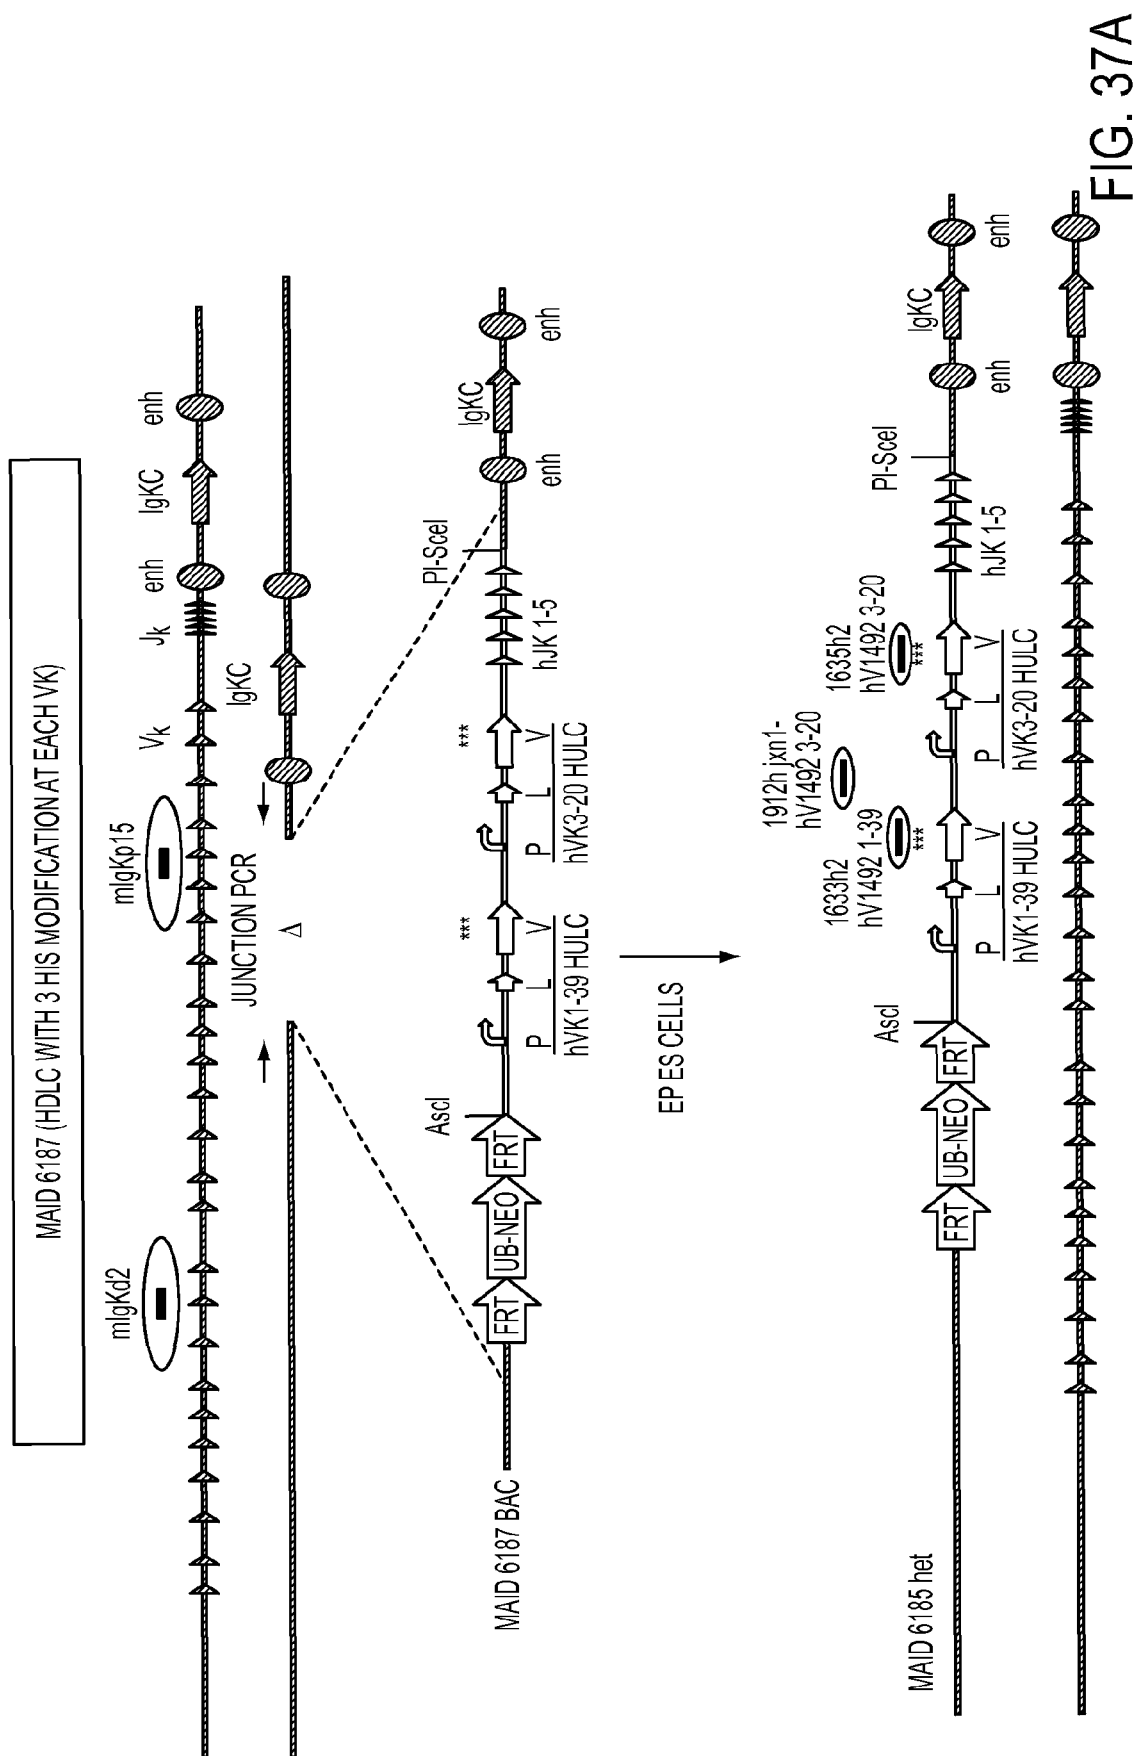 MAID 6187 (HDLC WITH 3 HIS MODIFICATION AT EACH VK)
mIgKd2
mIgKp15
Vk
Jk
enh
IgKC
enh
JUNCTION PCR
Δ
IgKC
MAID 6187 BAC
FRT
UB-NEO
FRT
AscI
P
L
V
hVK1-39 HULC
***
P
L
V
hVK3-20 HULC
***
hJK 1-5
PI-SceI
enh
IgKC
enh
EP ES CELLS
MAID 6185 het
FRT
UB-NEO
FRT
AscI
P
L
V
hVK1-39 HULC
1633h2
hV1492 1-39
***
1912h jxn1-
hV1492 3-20
P
L
V
hVK3-20 HULC
1635h2
hV1492 3-20
***
hJK 1-5
PI-SceI
enh
IgKC
enh
FIG. 37A